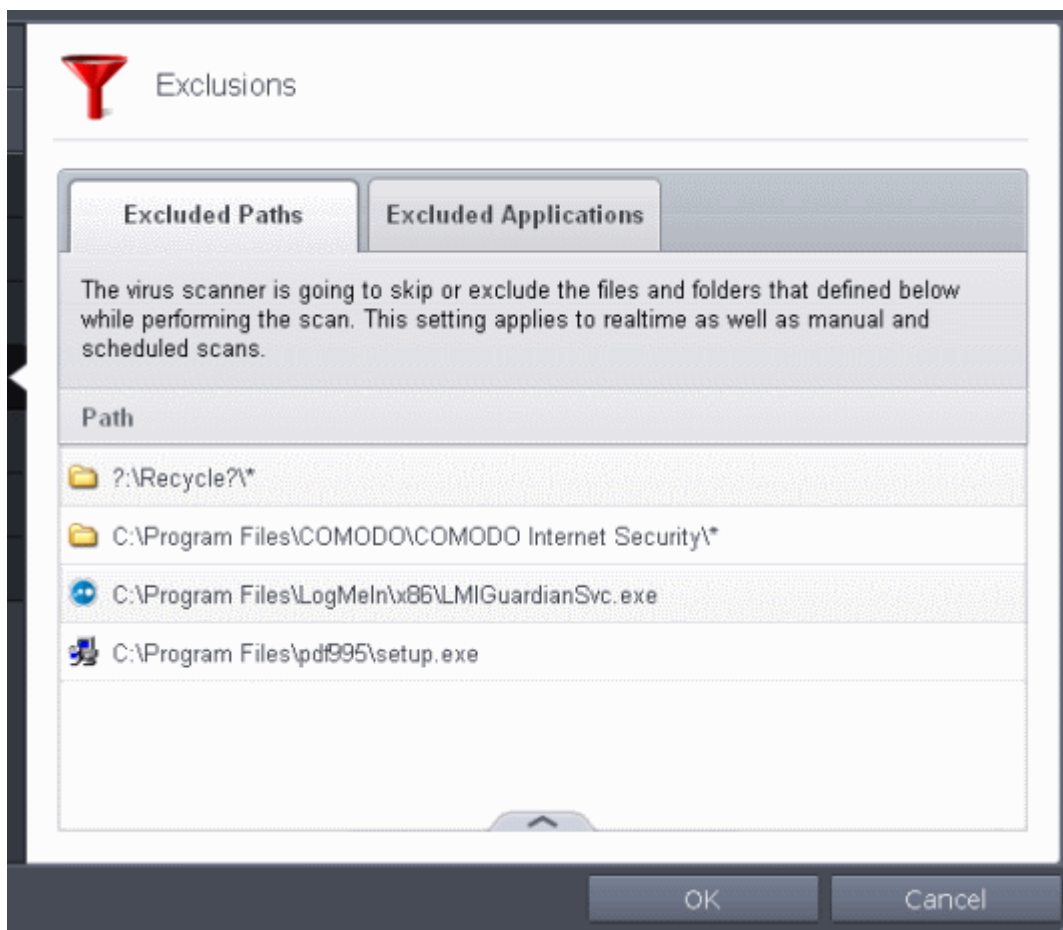 Exclusions
Excluded Paths
Excluded Applications
The virus scanner is going to skip or exclude the files and folders that defined below
while performing the scan. This setting applies to realtime as well as manual and
scheduled scans.
Path
?:\Recycle?\*
C:\Program Files\COMODO\COMODO Internet Security\*
C:\Program Files\LogMeIn\x86\LMIGuardianSvc.exe
C:\Program Files\pdf995\setup.exe
OK
Cancel